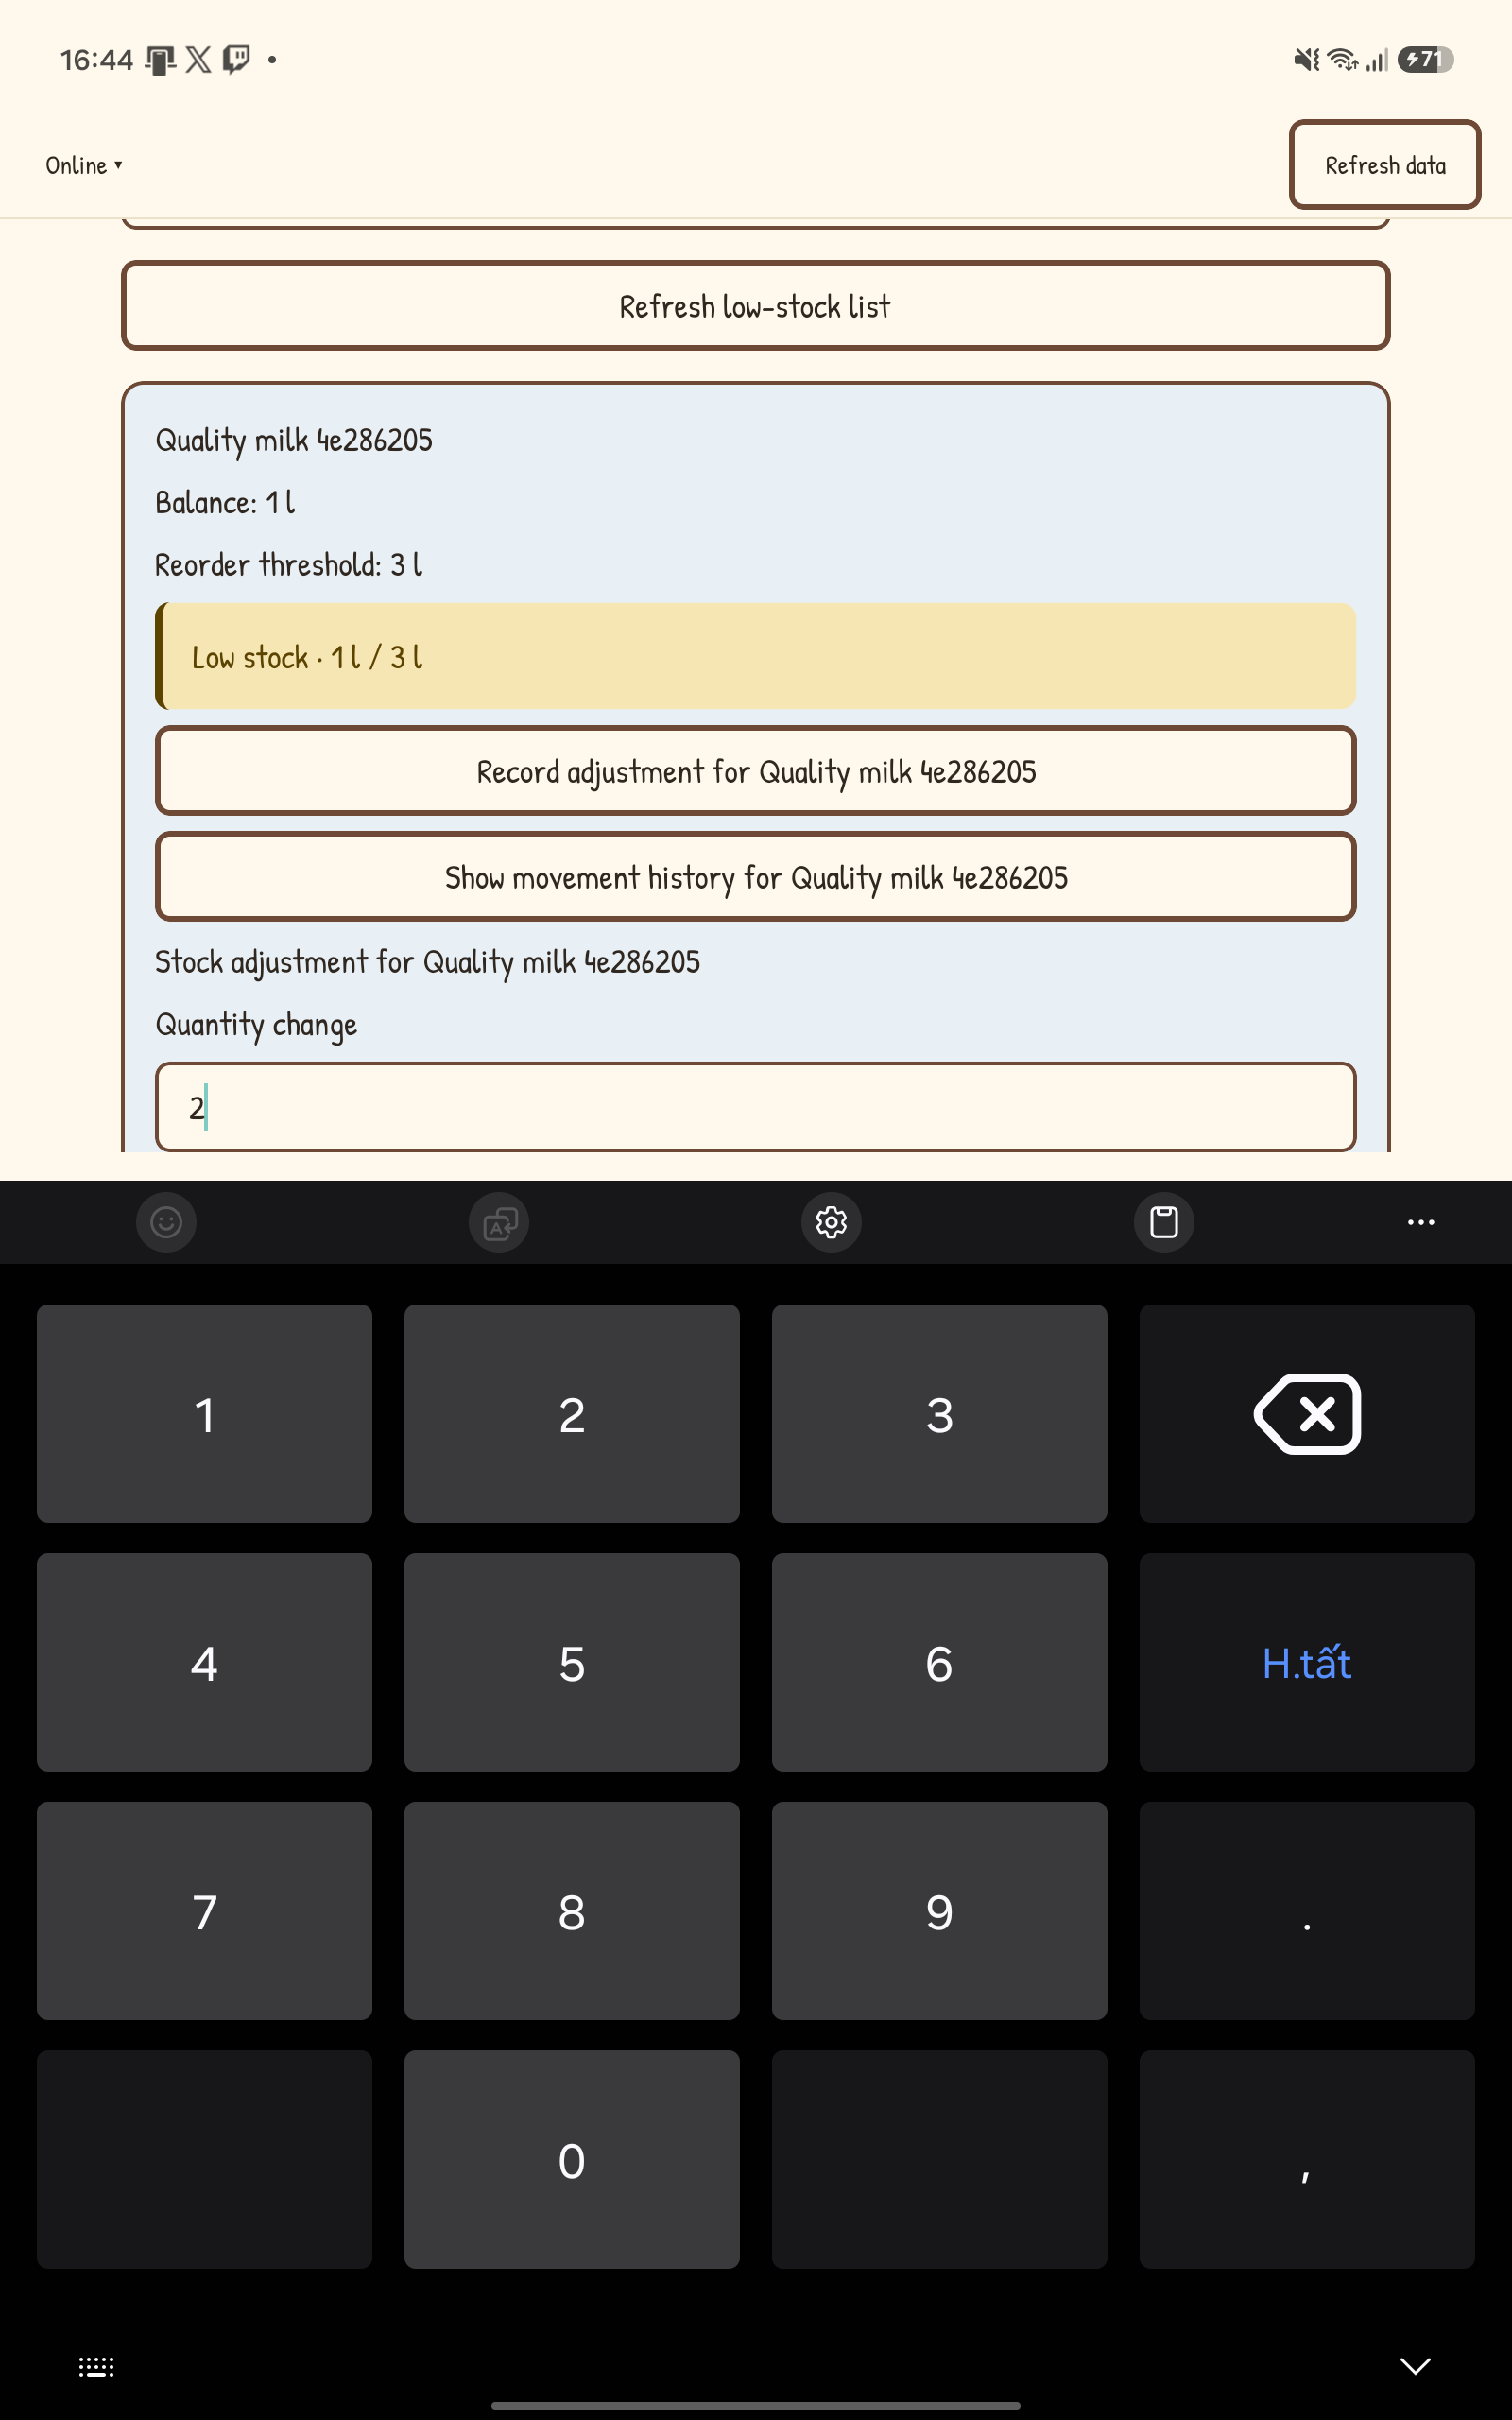 16:44
71
Online ▾
Refresh data
Refresh low-stock list
Quality milk 4e286205
Balance: 1 l
Reorder threshold: 3 l
Low stock · 1 l / 3 l
Record adjustment for Quality milk 4e286205
Show movement history for Quality milk 4e286205
Stock adjustment for Quality milk 4e286205
Quantity change
2
1 2 3
4 5 6 H.tất
7 8 9 .
0 ,